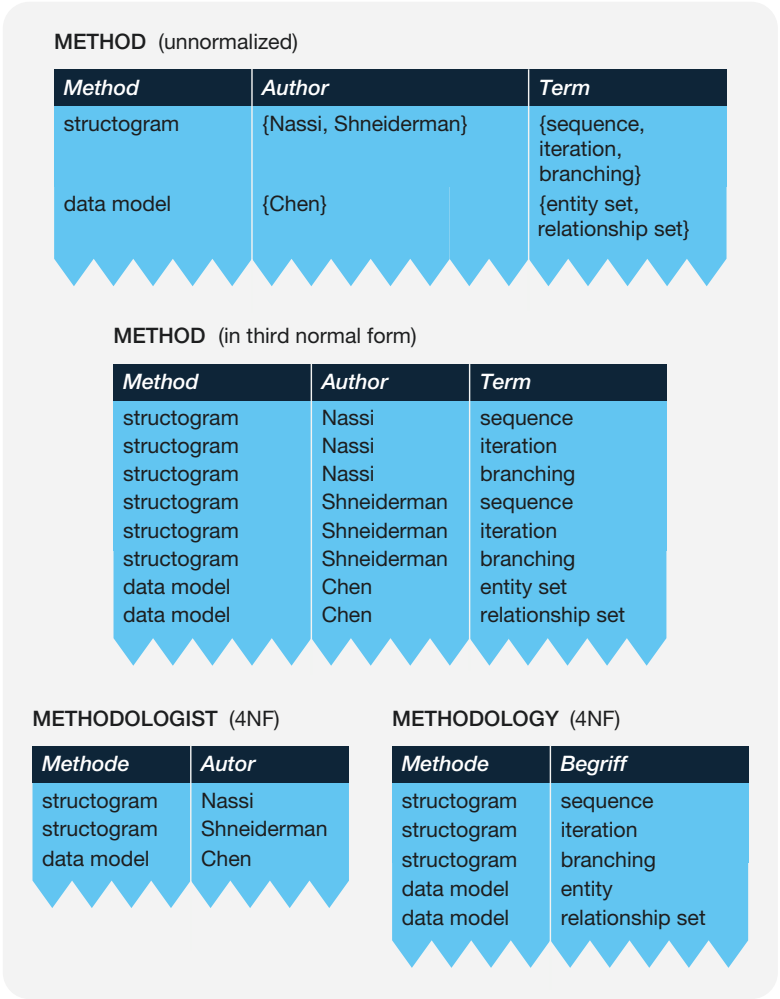 METHOD (unnormalized)
Method Author Term
structogram {Nassi, Shneiderman} {sequence,
iteration,
branching}
data model {Chen} {entity set,
relationship set}
METHOD (in third normal form)
Method Author Term
structogram Nassi sequence
structogram Nassi iteration
structogram Nassi branching
structogram Shneiderman sequence
structogram Shneiderman iteration
structogram Shneiderman branching
data model Chen entity set
data model Chen relationship set
METHODOLOGIST (4NF)
Methode Autor
structogram Nassi
structogram Shneiderman
data model Chen
METHODOLOGY (4NF)
Methode Begriff
structogram sequence
structogram iteration
structogram branching
data model entity
data model relationship set